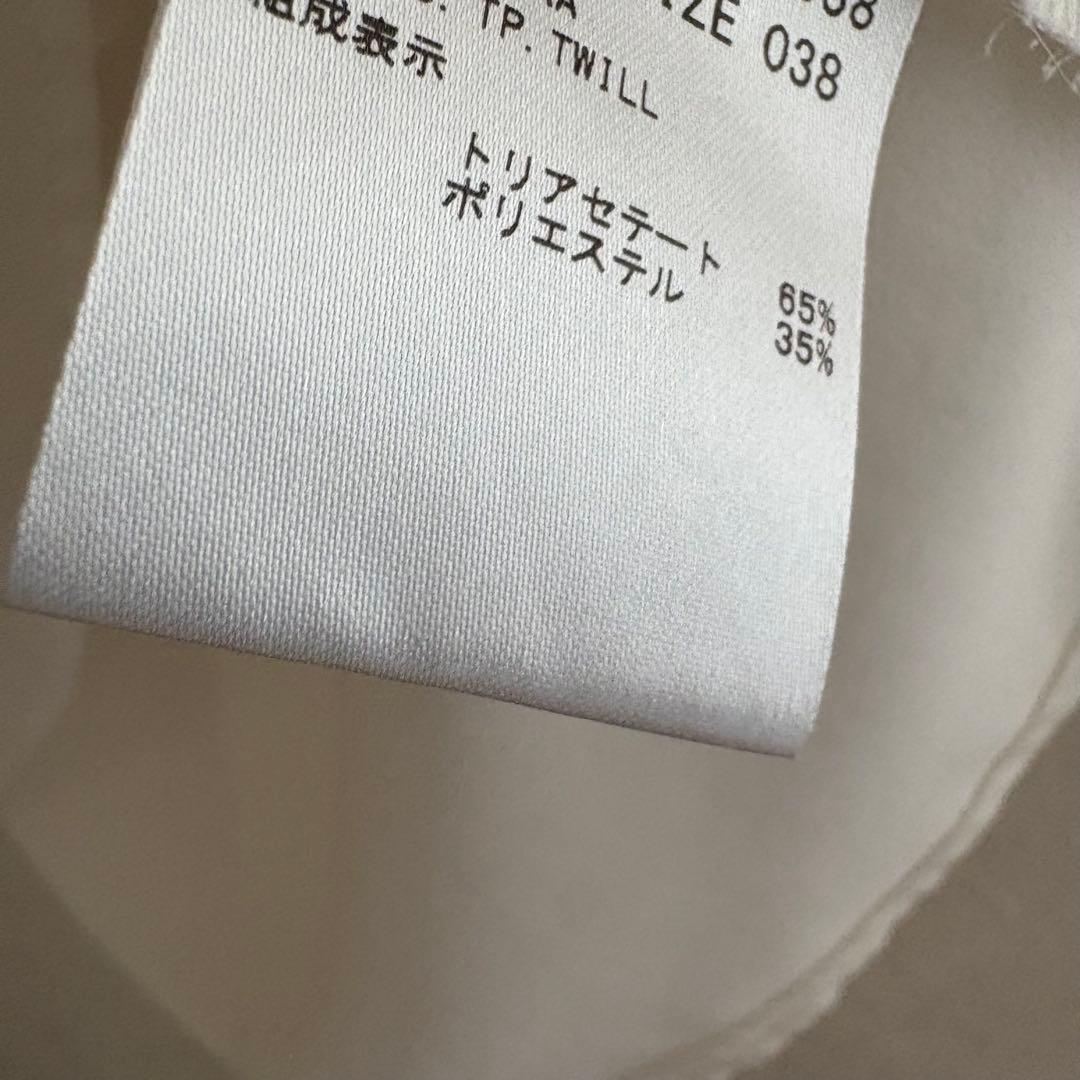 SIZE 038
TP.TWILL
組成表示
トリアセテート 65%
ポリエステル 35%